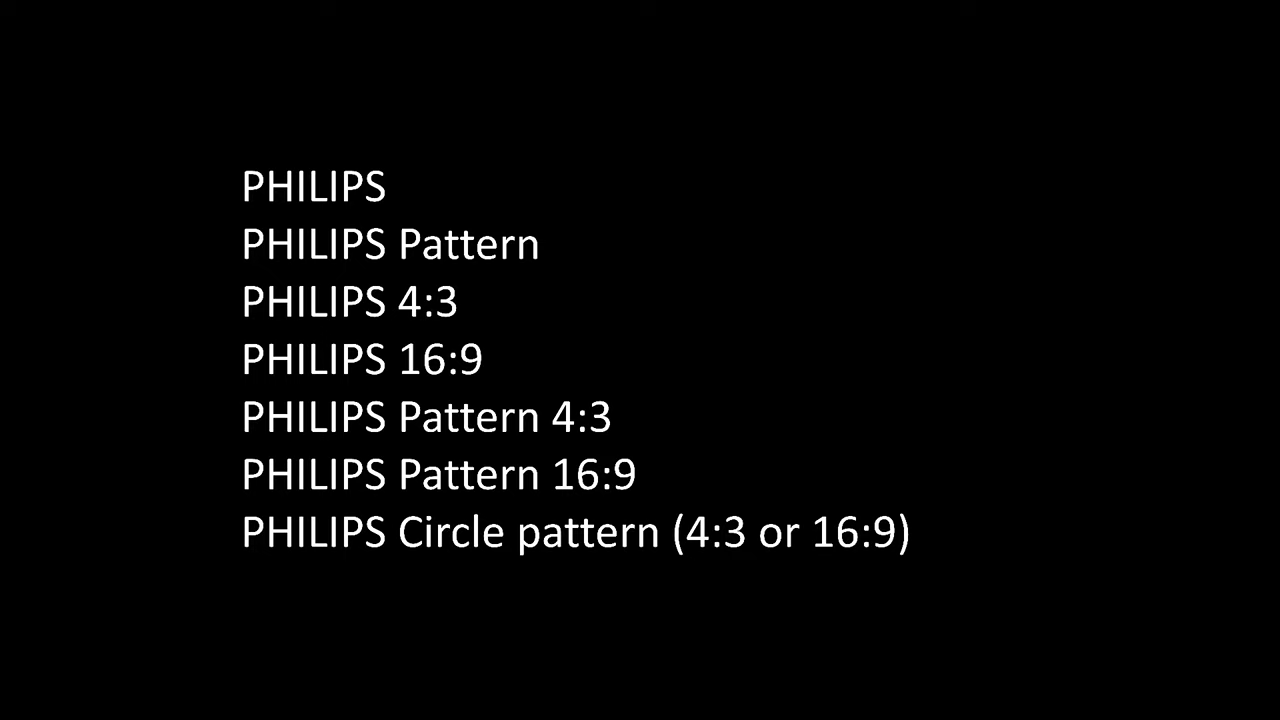 PHILIPS
PHILIPS Pattern
PHILIPS 4:3
PHILIPS 16:9
PHILIPS Pattern 4:3
PHILIPS Pattern 16:9
PHILIPS Circle pattern (4:3 or 16:9)